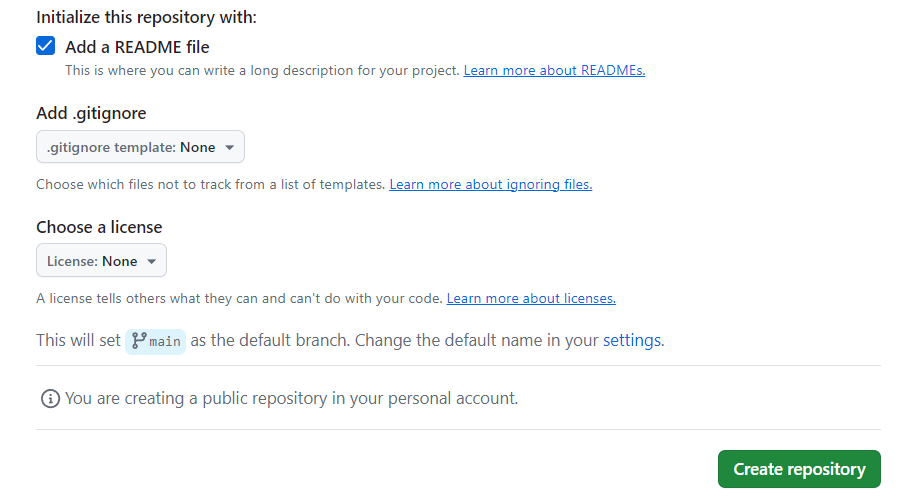 Initialize this repository with:
Add a README file
This is where you can write a long description for your project. Learn more about READMEs.
Add .gitignore
.gitignore template: None
Choose which files not to track from a list of templates. Learn more about ignoring files.
Choose a license
License: None
A license tells others what they can and can't do with your code. Learn more about licenses.
This will set main as the default branch. Change the default name in your settings.
You are creating a public repository in your personal account.
Create repository